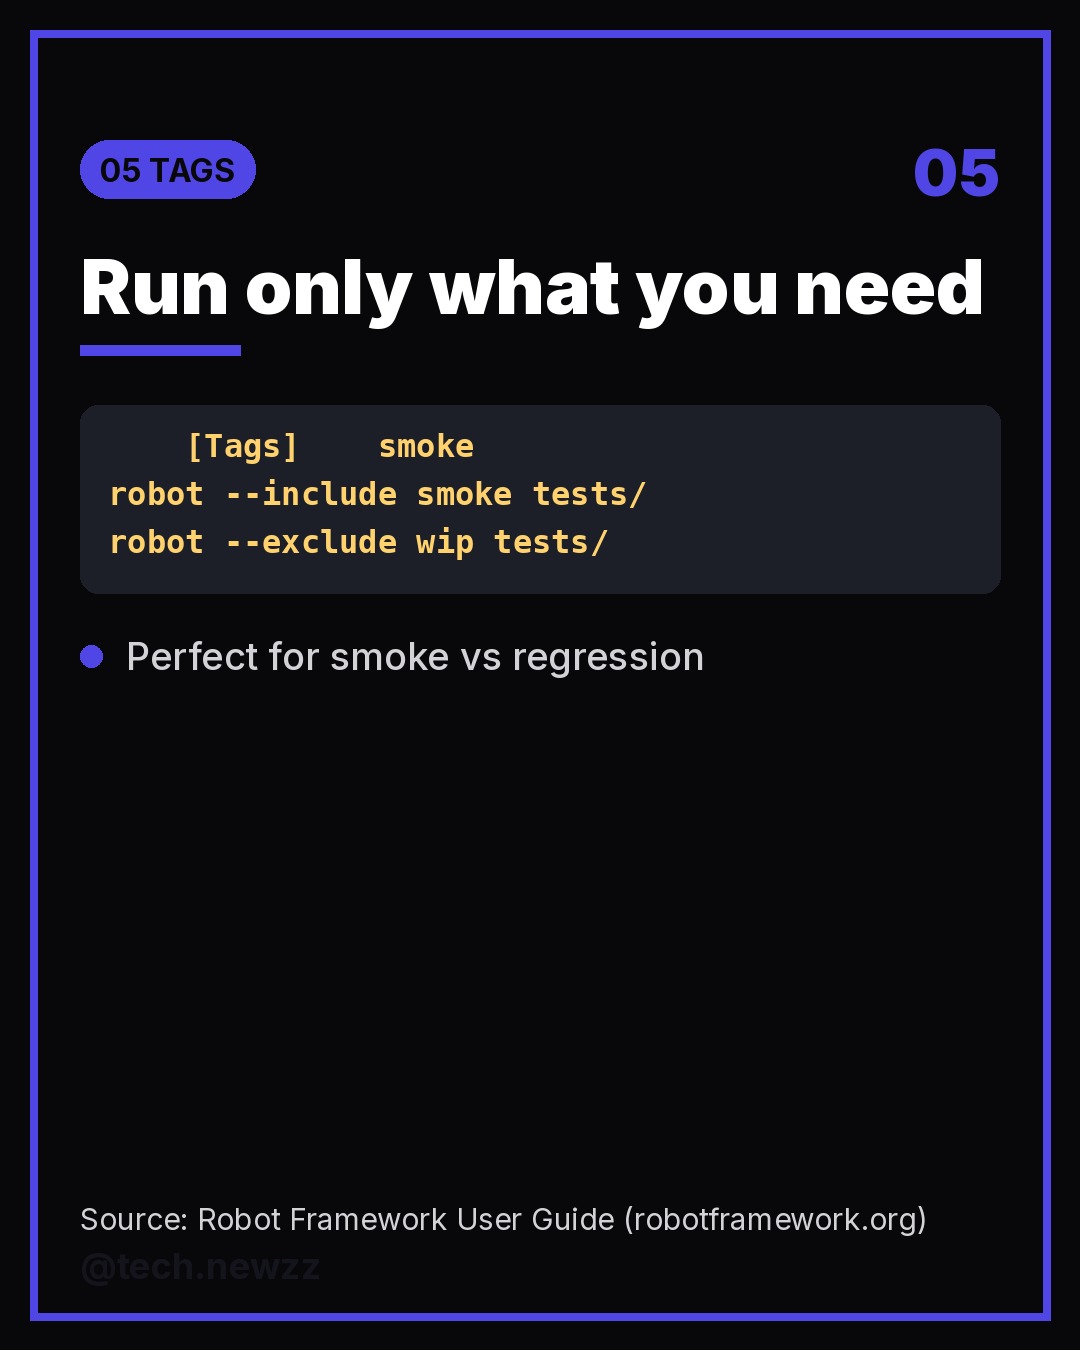 05 TAGS
05
Run only what you need
[Tags]    smoke
robot --include smoke tests/
robot --exclude wip tests/
Perfect for smoke vs regression
Source: Robot Framework User Guide (robotframework.org)
@tech.newzz